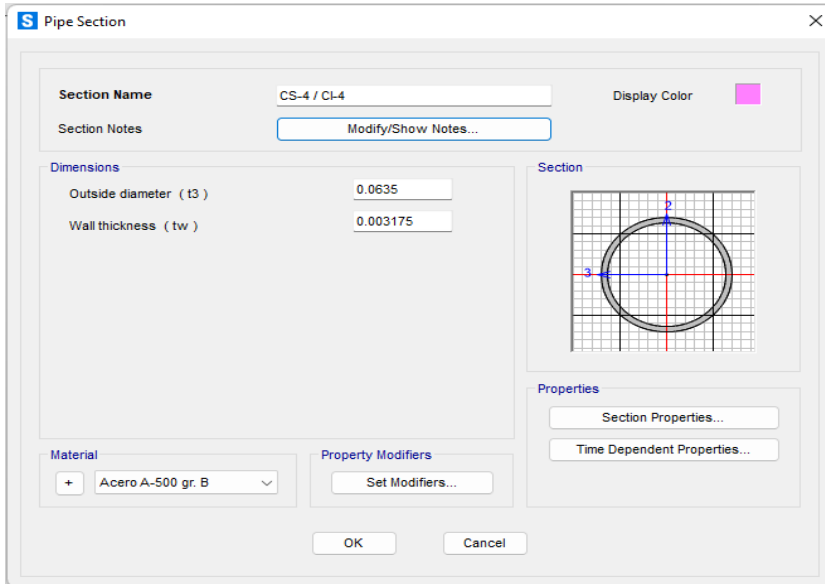 S Pipe Section
Section Name CS-4 / CI-4 Display Color
Section Notes Modify/Show Notes...
Dimensions
Outside diameter ( t3 ) 0.0635
Wall thickness ( tw ) 0.003175
Section
2
3
Properties
Section Properties...
Time Dependent Properties...
Material
+ Acero A-500 gr. B
Property Modifiers
Set Modifiers...
OK Cancel